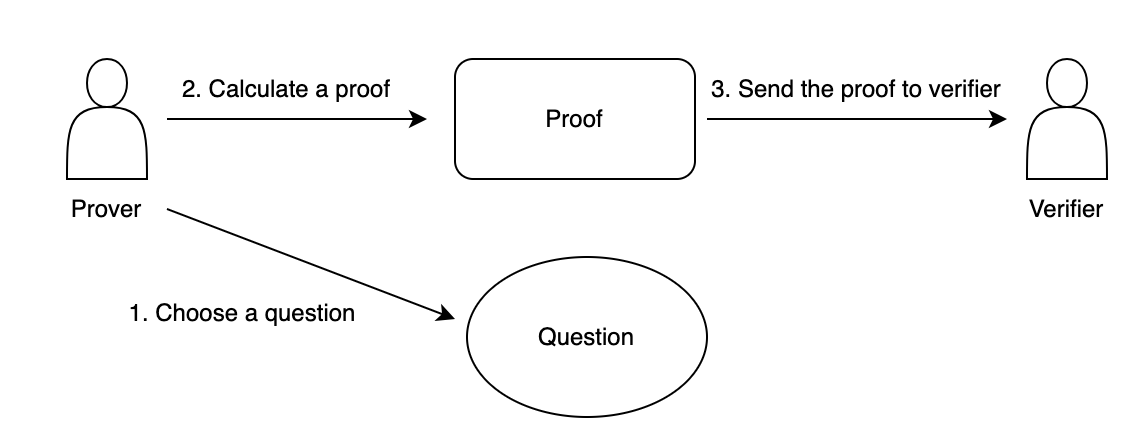 2. Calculate a proof
Proof
3. Send the proof to verifier
Prover
Verifier
1. Choose a question
Question